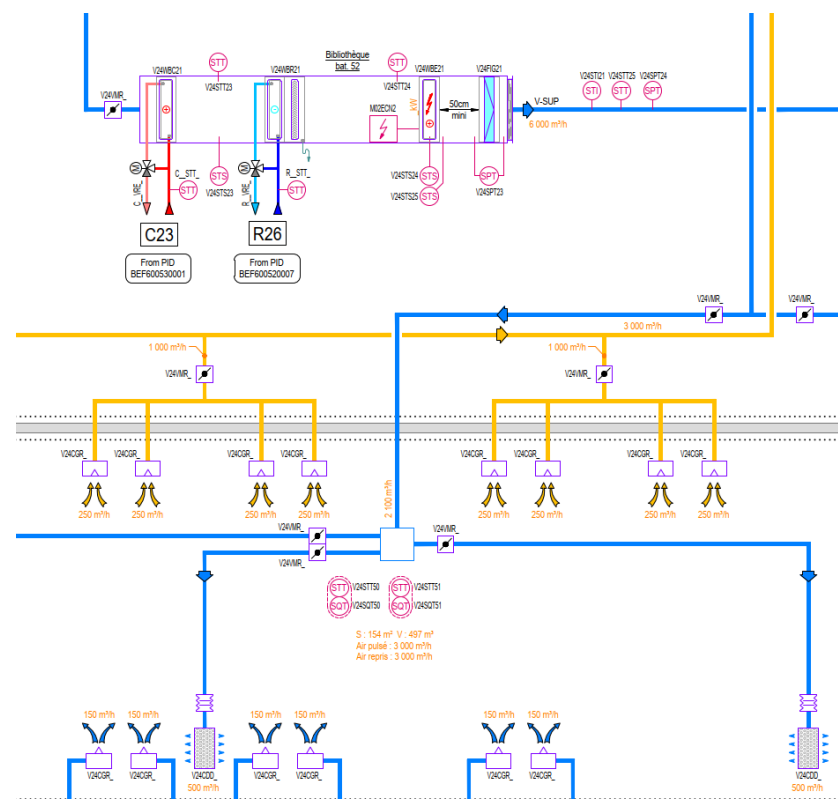 Bibliothèque
bat. 52
V24WBC21
STT
V24STT23
V24WBR21
STT
V24STT24
V24WBE21
V24FIG21
V24VMR_
M02ECN2
_kW
50cm
mini
V-SUP
6 000 m³/h
V24STI21
V24STT25
V24SPT24
STI
STT
SPT
M
C__VRE_
C__STT_
STT
STS
V24STS23
M
R__VRE_
R__STT_
STT
V24STS24
STS
V24STS25
STS
SPT
V24SPT23
C23
R26
From PID
BEF600530001
From PID
BEF600520007
V24VMR_
V24VMR_
3 000 m³/h
1 000 m³/h
1 000 m³/h
V24VMR_
V24VMR_
V24CGR_
V24CGR_
V24CGR_
V24CGR_
V24CGR_
V24CGR_
V24CGR_
V24CGR_
250 m³/h
250 m³/h
250 m³/h
250 m³/h
250 m³/h
250 m³/h
250 m³/h
250 m³/h
2 100 m³/h
V24VMR_
V24VMR_
V24VMR_
STT
V24STT50
STT
V24STT51
SQT
V24SQT50
SQT
V24SQT51
S : 154 m² V : 497 m³
Air pulsé : 3 000 m³/h
Air repris : 3 000 m³/h
150 m³/h
150 m³/h
150 m³/h
150 m³/h
150 m³/h
150 m³/h
V24CGR_
V24CGR_
V24CDD_
V24CGR_
V24CGR_
V24CGR_
V24CGR_
V24CDD_
500 m³/h
500 m³/h